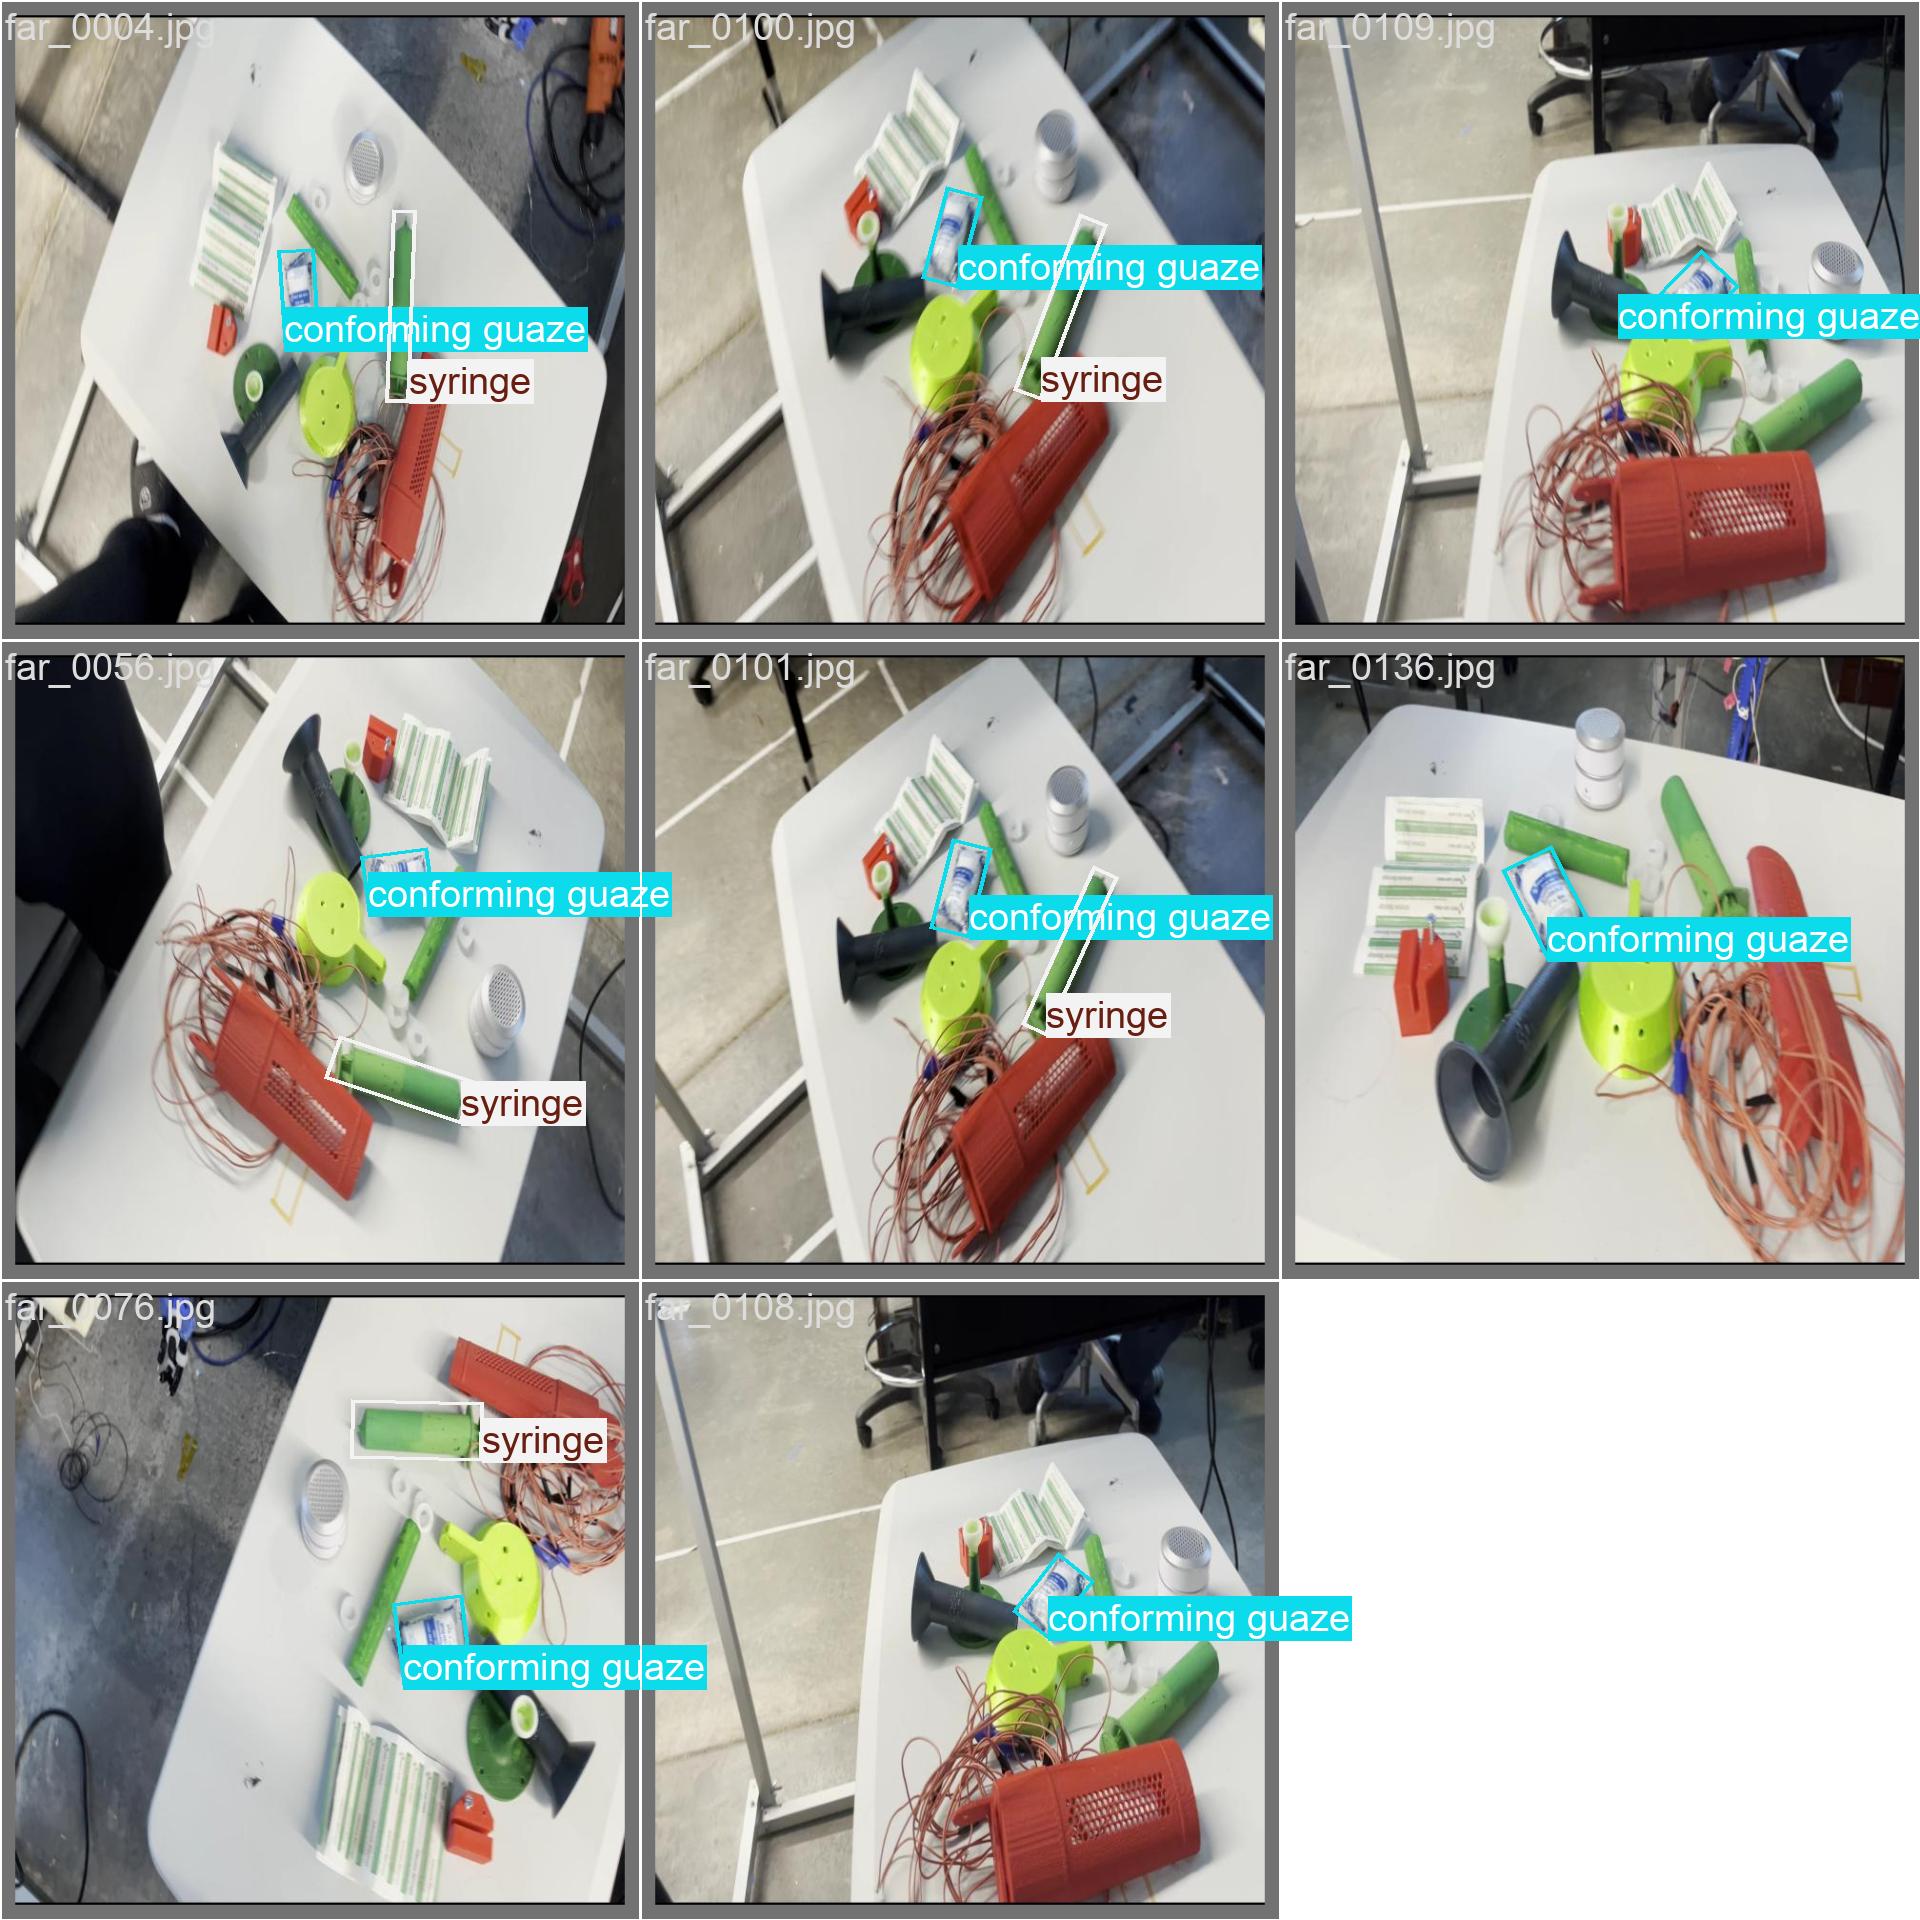 far_0004.jpg
conforming guaze
syringe
far_0100.jpg
conforming guaze
syringe
far_0109.jpg
conforming guaze
far_0056.jpg
conforming guaze
syringe
far_0101.jpg
conforming guaze
syringe
far_0136.jpg
conforming guaze
far_0076.jpg
syringe
conforming guaze
far_0108.jpg
conforming guaze